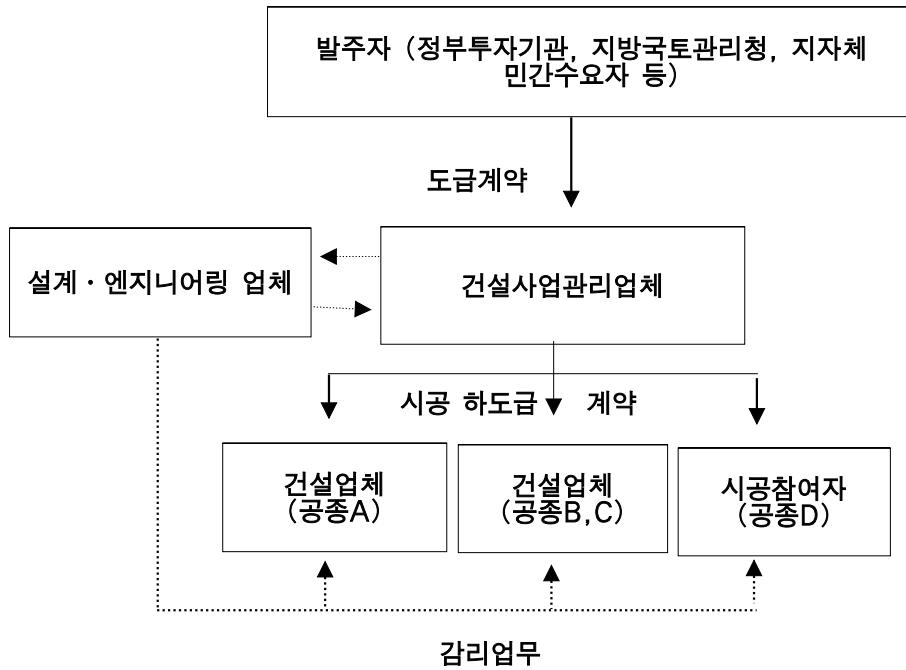 발주자 (정부투자기관, 지방국토관리청, 지자체
민간수요자 등)
도급계약
설계·엔지니어링 업체
건설사업관리업체
시공 하도급 계약
건설업체
(공종A)
건설업체
(공종B,C)
시공참여자
(공종D)
감리업무